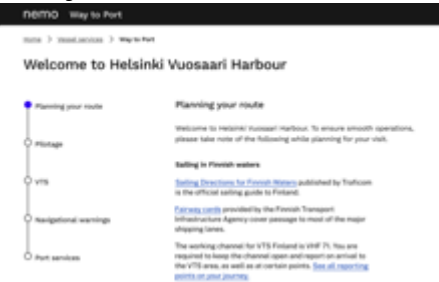 nemo Way to Port
Home > Vessel services > Way to Port
Welcome to Helsinki Vuosaari Harbour
Planning your route
Pilotage
VTS
Navigational warnings
Port services
Planning your route
Welcome to Helsinki Vuosaari Harbour. To ensure smooth operations,
please take note of the following while planning for your visit.
Sailing in Finnish waters
Sailing Directions for Finnish Waters published by Traficom
is the official sailing guide to Finland.
Fairway cards provided by the Finnish Transport
Infrastructure Agency cover passage to most of the major
shipping lanes.
The working channel for VTS Finland is VHF 71. You are
required to keep the channel open and report on arrival to
the VTS area, as well as at certain points. See all reporting
points on your journey.